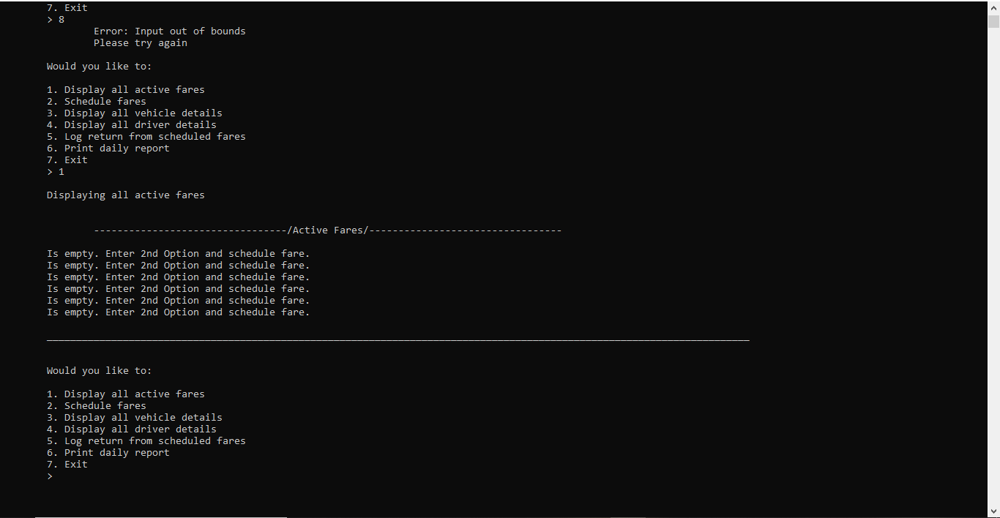 7. Exit
> 8
Error: Input out of bounds
Please try again
Would you like to:
1. Display all active fares
2. Schedule fares
3. Display all vehicle details
4. Display all driver details
5. Log return from scheduled fares
6. Print daily report
7. Exit
> 1
Displaying all active fares
---------------------------------/Active Fares/---------------------------------
Is empty. Enter 2nd Option and schedule fare.
Is empty. Enter 2nd Option and schedule fare.
Is empty. Enter 2nd Option and schedule fare.
Is empty. Enter 2nd Option and schedule fare.
Is empty. Enter 2nd Option and schedule fare.
Is empty. Enter 2nd Option and schedule fare.
________________________________________________________________________________________________________________________
Would you like to:
1. Display all active fares
2. Schedule fares
3. Display all vehicle details
4. Display all driver details
5. Log return from scheduled fares
6. Print daily report
7. Exit
>